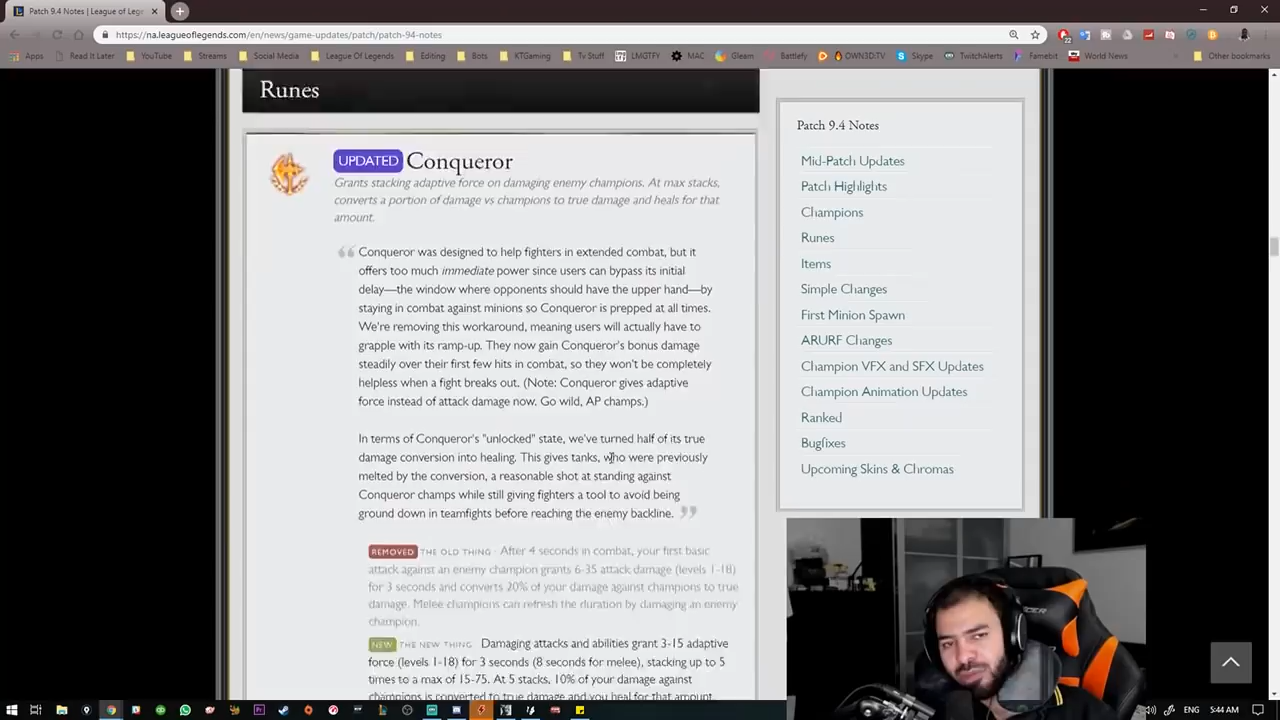 Patch 9.4 Notes | League of Lege
https://na.leagueoflegends.com/en/news/game-updates/patch/patch-94-notes
Apps Read It Later YouTube Streams Social Media League Of Legends Editing Bots KTGaming Tv Stuff LMGTFY MAC Gleam Battlefy OWN3D.TV Skype TwitchAlerts Famebit World News Other bookmarks
Runes
UPDATED Conqueror
Grants stacking adaptive force on damaging enemy champions. At max stacks,
converts a portion of damage vs champions to true damage and heals for that
amount.
Conqueror was designed to help fighters in extended combat, but it
offers too much immediate power since users can bypass its initial
delay—the window where opponents should have the upper hand—by
staying in combat against minions so Conqueror is prepped at all times.
We're removing this workaround, meaning users will actually have to
grapple with its ramp-up. They now gain Conqueror's bonus damage
steadily over their first few hits in combat, so they won't be completely
helpless when a fight breaks out. (Note: Conqueror gives adaptive
force instead of attack damage now. Go wild, AP champs.)
In terms of Conqueror's "unlocked" state, we've turned half of its true
damage conversion into healing. This gives tanks, who were previously
melted by the conversion, a reasonable shot at standing against
Conqueror champs while still giving fighters a tool to avoid being
ground down in teamfights before reaching the enemy backline.
REMOVED THE OLD THING · After 4 seconds in combat, your first basic
attack against an enemy champion grants 6-35 attack damage (levels 1-18)
for 3 seconds and converts 20% of your damage against champions to true
damage. Melee champions can refresh the duration by damaging an enemy
champion.
NEW THE NEW THING · Damaging attacks and abilities grant 3-15 adaptive
force (levels 1-18) for 3 seconds (8 seconds for melee), stacking up to 5
times to a max of 15-75. At 5 stacks, 10% of your damage against
champions is converted to true damage and you heal for that amount.
Patch 9.4 Notes
Mid-Patch Updates
Patch Highlights
Champions
Runes
Items
Simple Changes
First Minion Spawn
ARURF Changes
Champion VFX and SFX Updates
Champion Animation Updates
Ranked
Bugfixes
Upcoming Skins & Chromas
ENG 5:44 AM